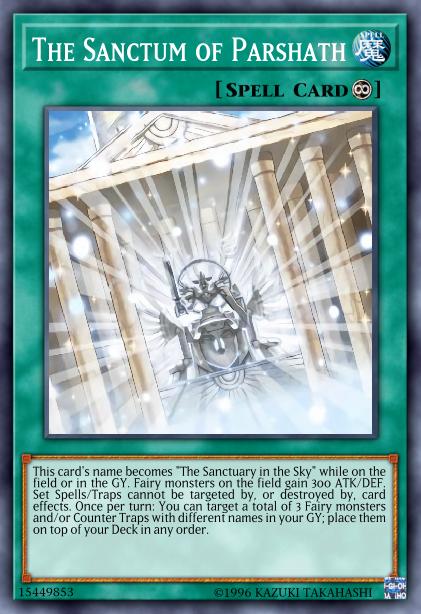 THE SANCTUM OF PARSHATH
SPELL
魔
[SPELL CARD]
This card's name becomes "The Sanctuary in the Sky" while on the
field or in the GY. Fairy monsters on the field gain 300 ATK/DEF.
Set Spells/Traps cannot be targeted by, or destroyed by, card
effects. Once per turn: You can target a total of 3 Fairy monsters
and/or Counter Traps with different names in your GY; place them
on top of your Deck in any order.
15449853
©1996 KAZUKI TAKAHASHI